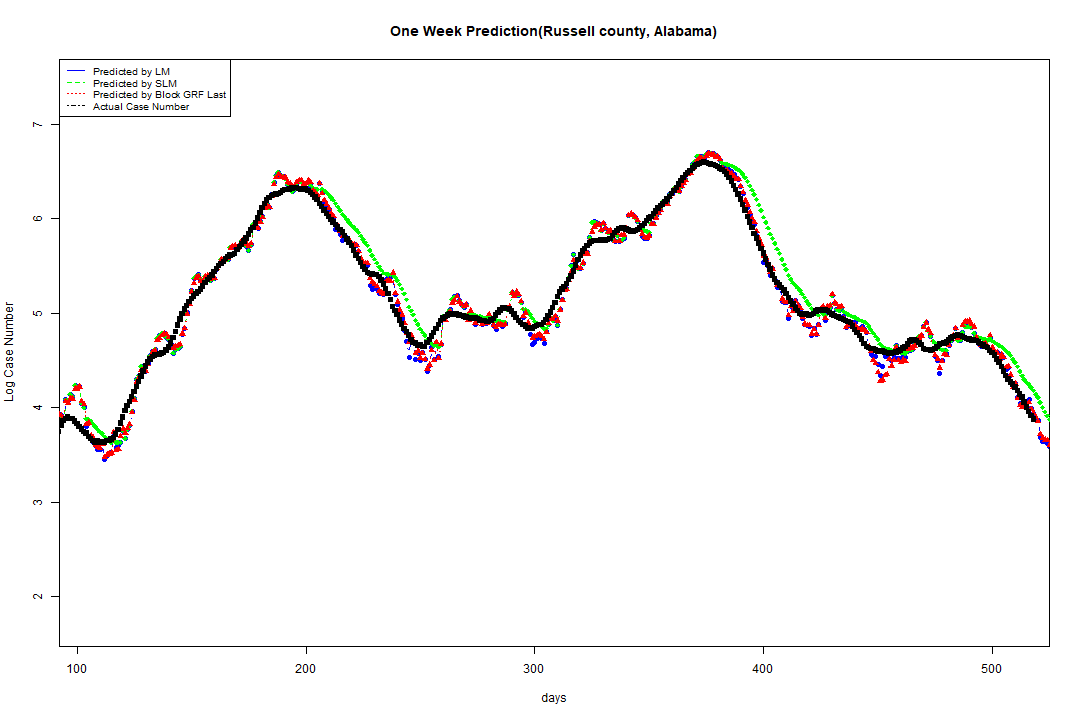 One Week Prediction(Russell county, Alabama)
Predicted by LM
Predicted by SLM
Predicted by Block GRF Last
Actual Case Number
7
6
5
4
3
2
Log Case Number
100 200 300 400 500
days